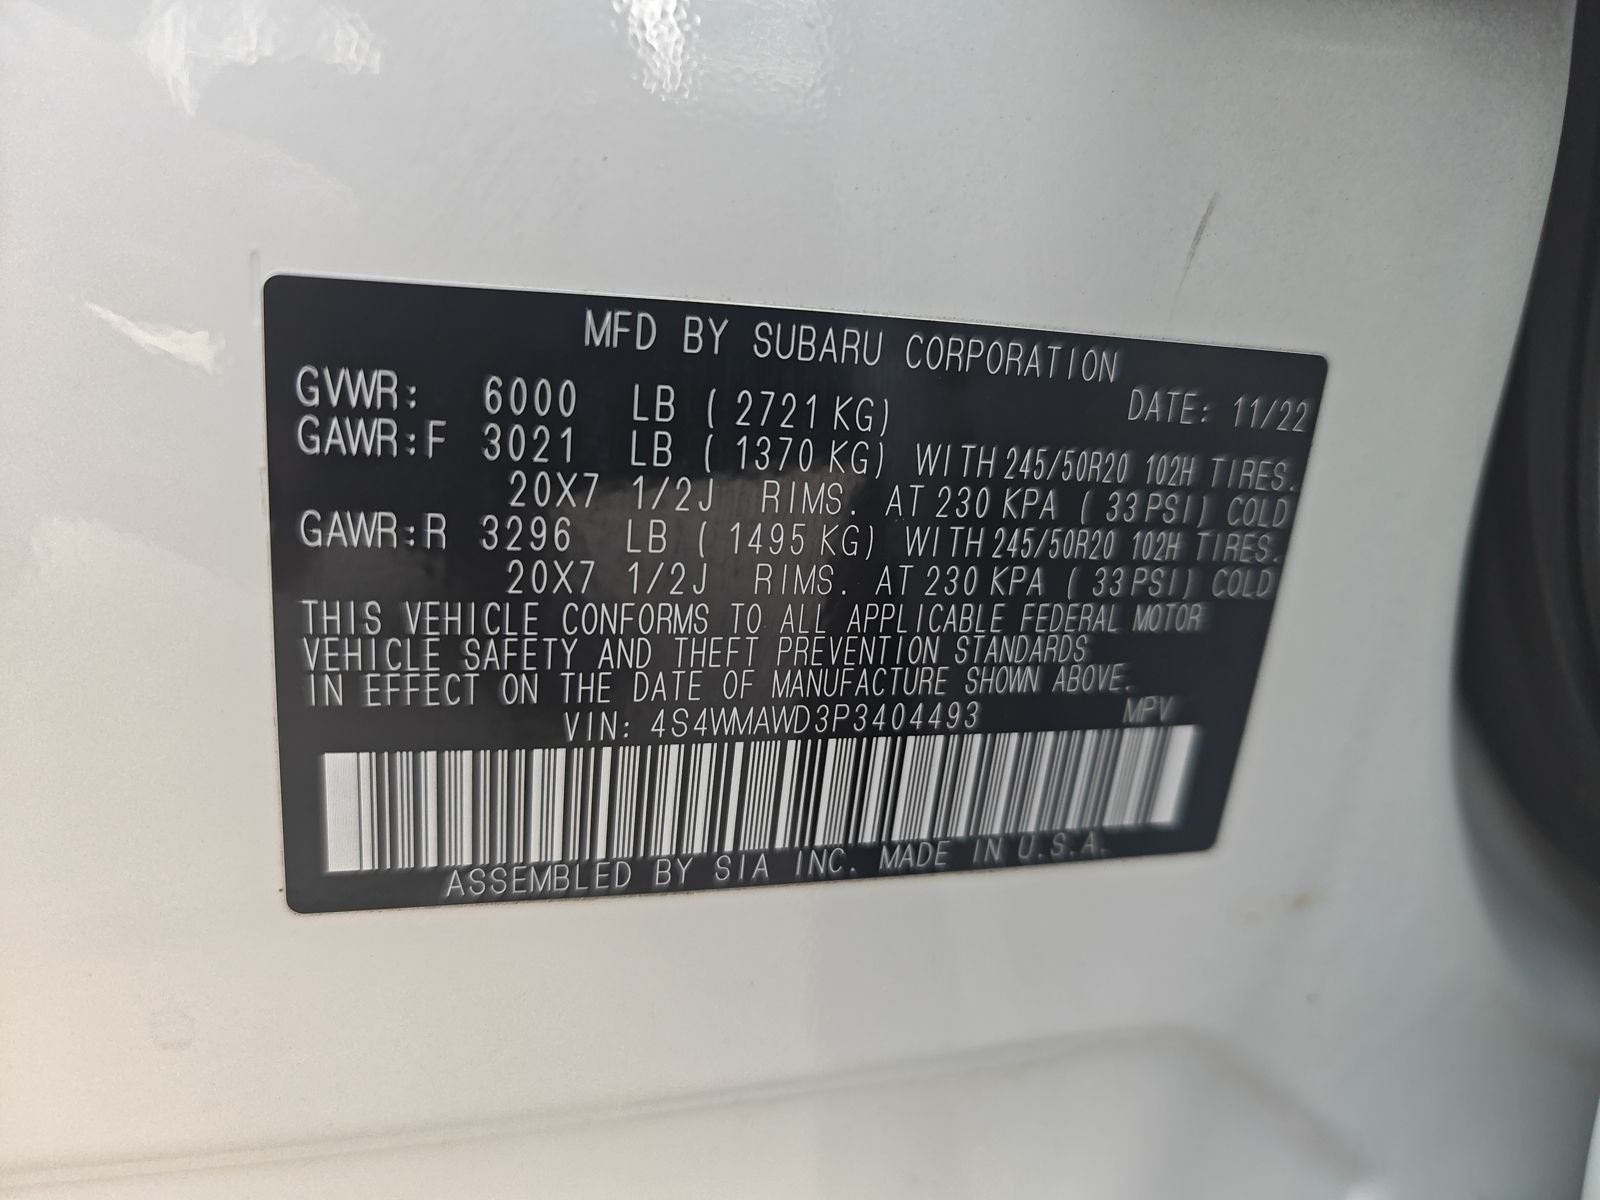 MFD BY SUBARU CORPORATION
GVWR: 6000 LB ( 2721 KG) DATE: 11/22
GAWR:F 3021 LB ( 1370 KG) WITH 245/50R20 102H TIRES.
20X7 1/2J RIMS. AT 230 KPA ( 33 PSI) COLD
GAWR:R 3296 LB ( 1495 KG) WITH 245/50R20 102H TIRES.
20X7 1/2J RIMS. AT 230 KPA ( 33 PSI) COLD
THIS VEHICLE CONFORMS TO ALL APPLICABLE FEDERAL MOTOR
VEHICLE SAFETY AND THEFT PREVENTION STANDARDS
IN EFFECT ON THE DATE OF MANUFACTURE SHOWN ABOVE.
VIN: 4S4WMAWD3P3404493 MPV
ASSEMBLED BY SIA INC. MADE IN U.S.A.